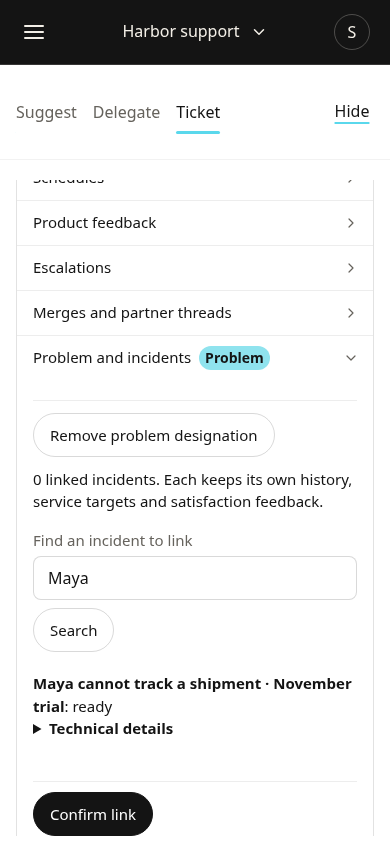 Harbor support
S
Suggest Delegate Ticket Hide
Schedules
Product feedback
Escalations
Merges and partner threads
Problem and incidents Problem
Remove problem designation
0 linked incidents. Each keeps its own history,
service targets and satisfaction feedback.
Find an incident to link
Maya
Search
Maya cannot track a shipment · November
trial: ready
Technical details
Confirm link